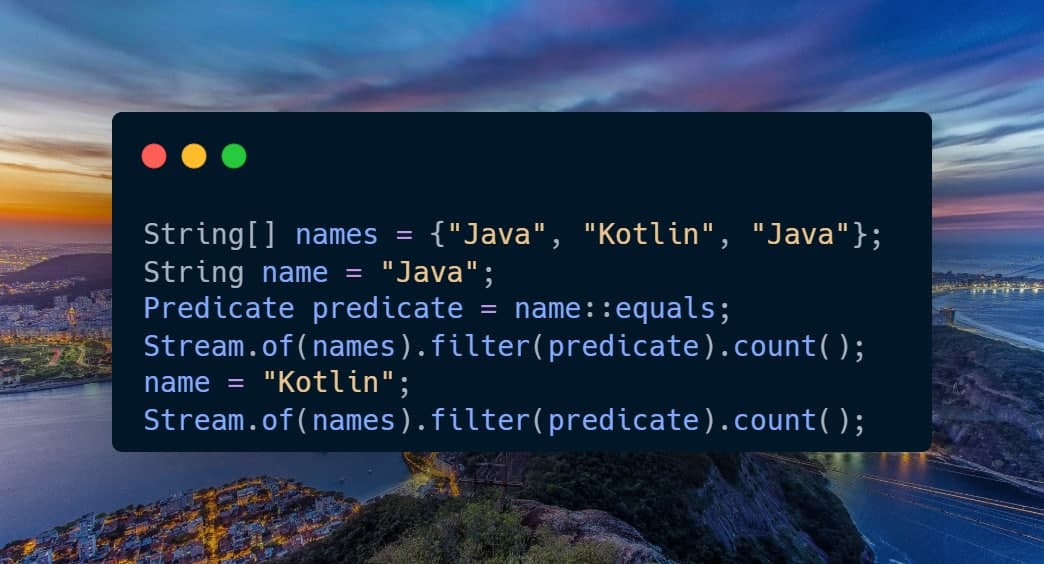 String[] names = {"Java", "Kotlin", "Java"};
String name = "Java";
Predicate predicate = name::equals;
Stream.of(names).filter(predicate).count();
name = "Kotlin";
Stream.of(names).filter(predicate).count();